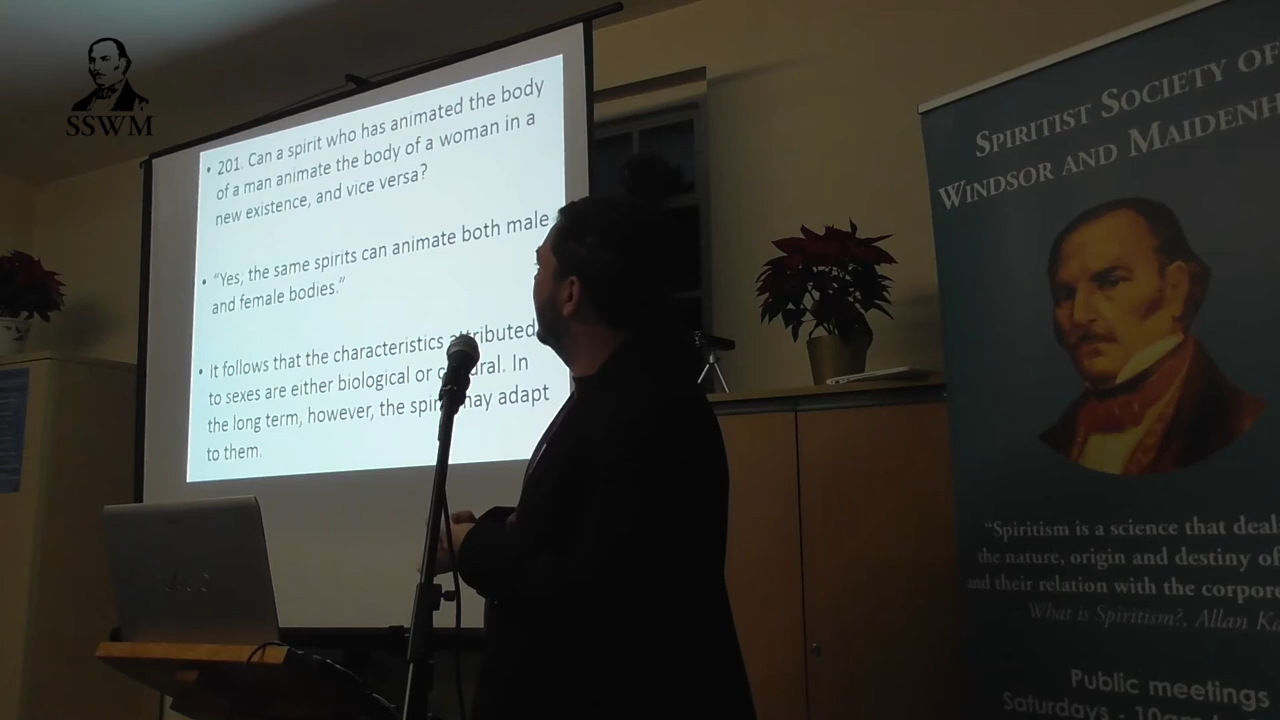 SSWM
• 201. Can a spirit who has animated the body
of a man animate the body of a woman in a
new existence, and vice versa?
• “Yes, the same spirits can animate both male
and female bodies.”
• It follows that the characteristics attributed
to sexes are either biological or
the long term, however, the may adapt
to them.
SPIRITIST SOCIETY OF
WINDSOR AND
“Spiritism is a science that
the nature, origin and destiny of
and their relation with the
- What is Spiritism?, Allan
Public meetings
Saturdays -